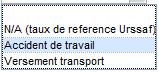 N/A (taux de reference Urssaf)
Accident de travail
Versement transport